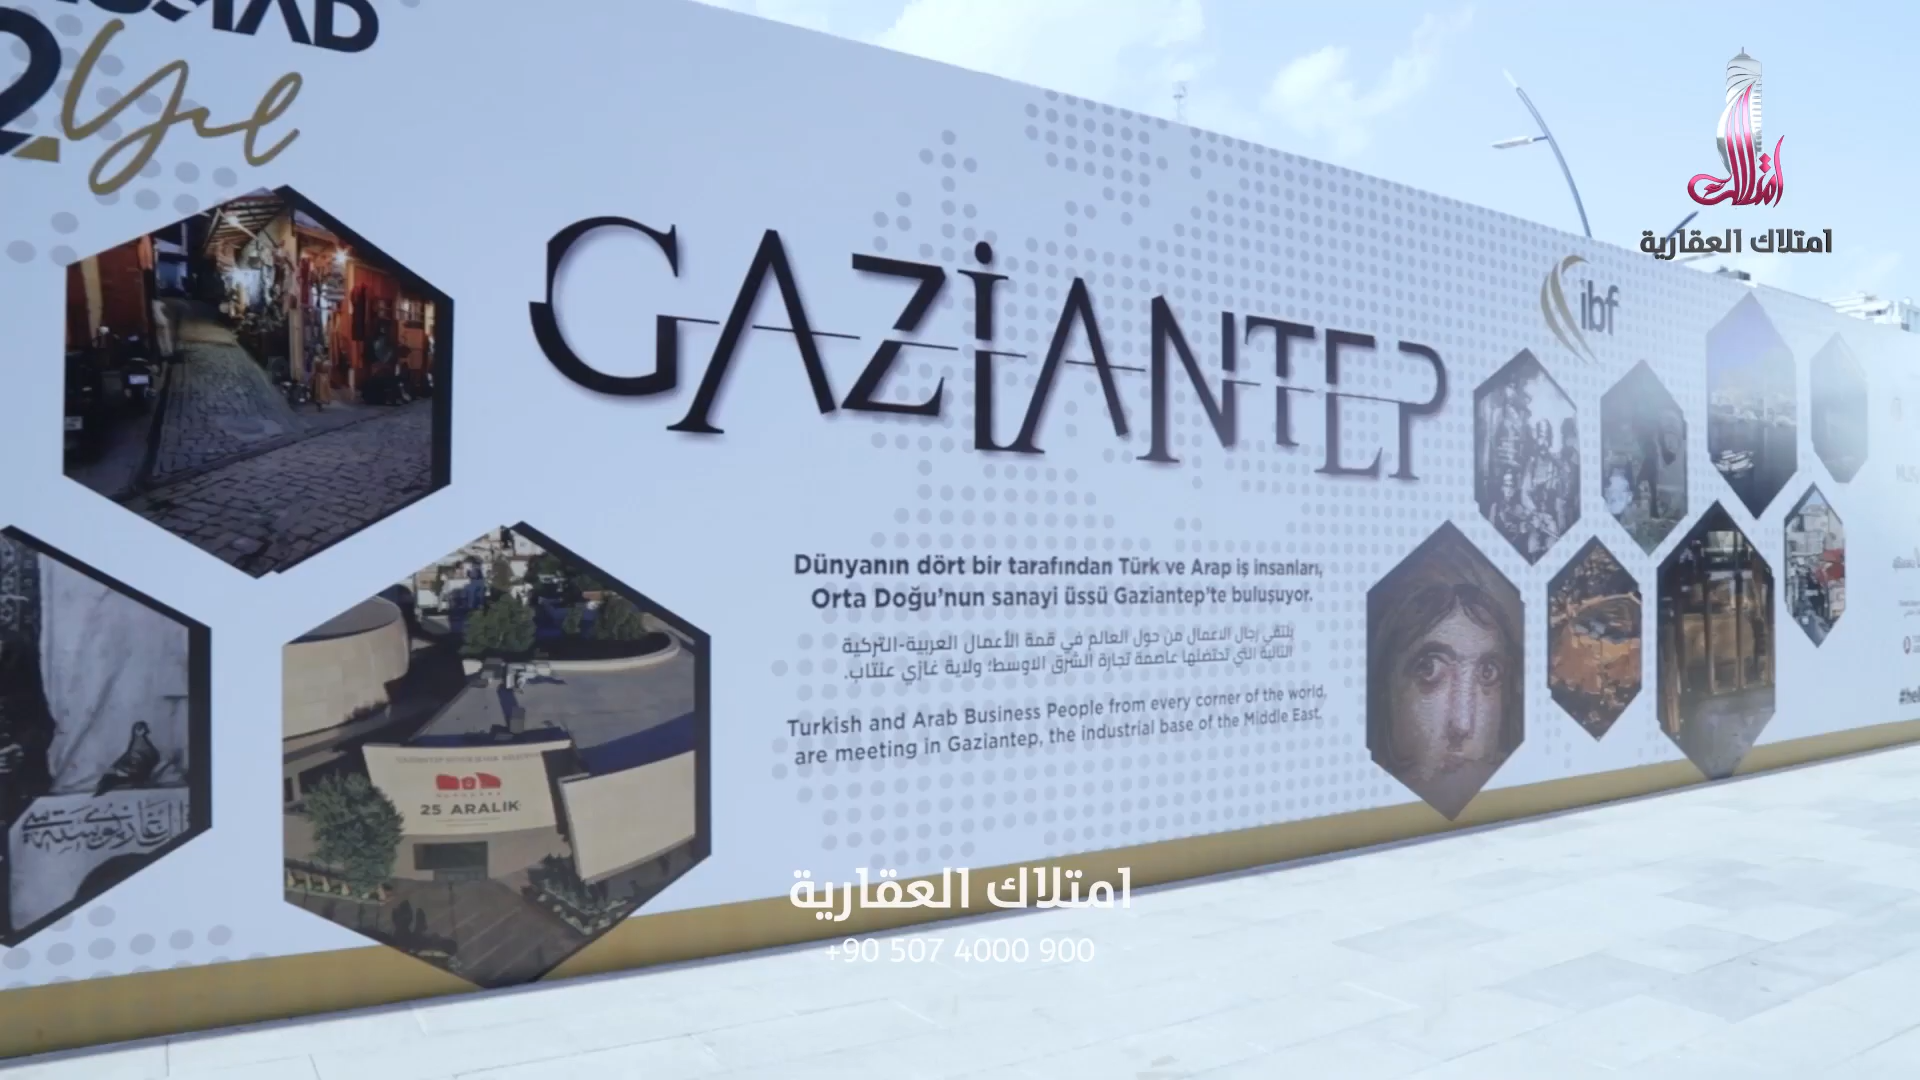 امتلاك
امتلاك العقارية
ibf
GAZİANTEP
Dünyanın dört bir tarafından Türk ve Arap iş insanları,
Orta Doğu'nun sanayi üssü Gaziantep'te buluşuyor.
يلتقي رجال الاعمال من حول العالم في قمة الأعمال العربية-التركية
الثانية التي تحتضنها عاصمة تجارة الشرق الاوسط؛ ولاية غازي عنتاب.
Turkish and Arab Business People from every corner of the world,
are meeting in Gaziantep, the industrial base of the Middle East.
25 ARALIK
امتلاك العقارية
+90 507 4000 900